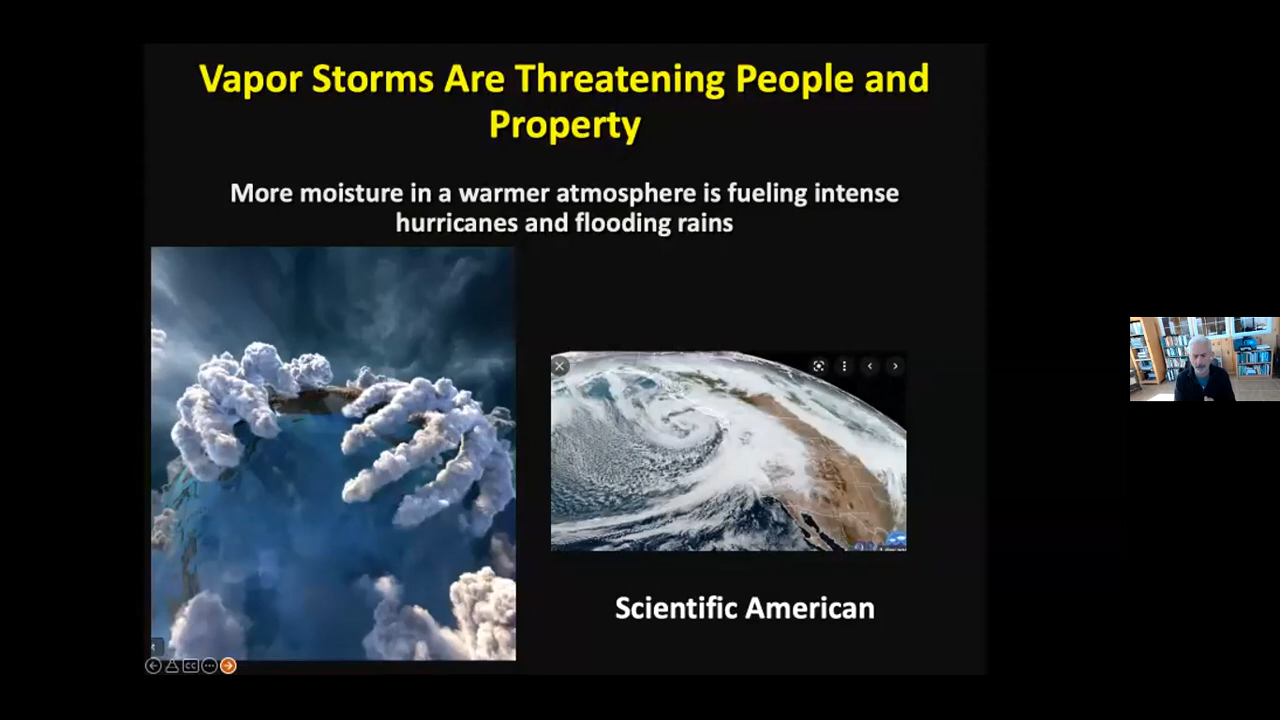 Vapor Storms Are Threatening People and
Property
More moisture in a warmer atmosphere is fueling intense
hurricanes and flooding rains
Scientific American
CC